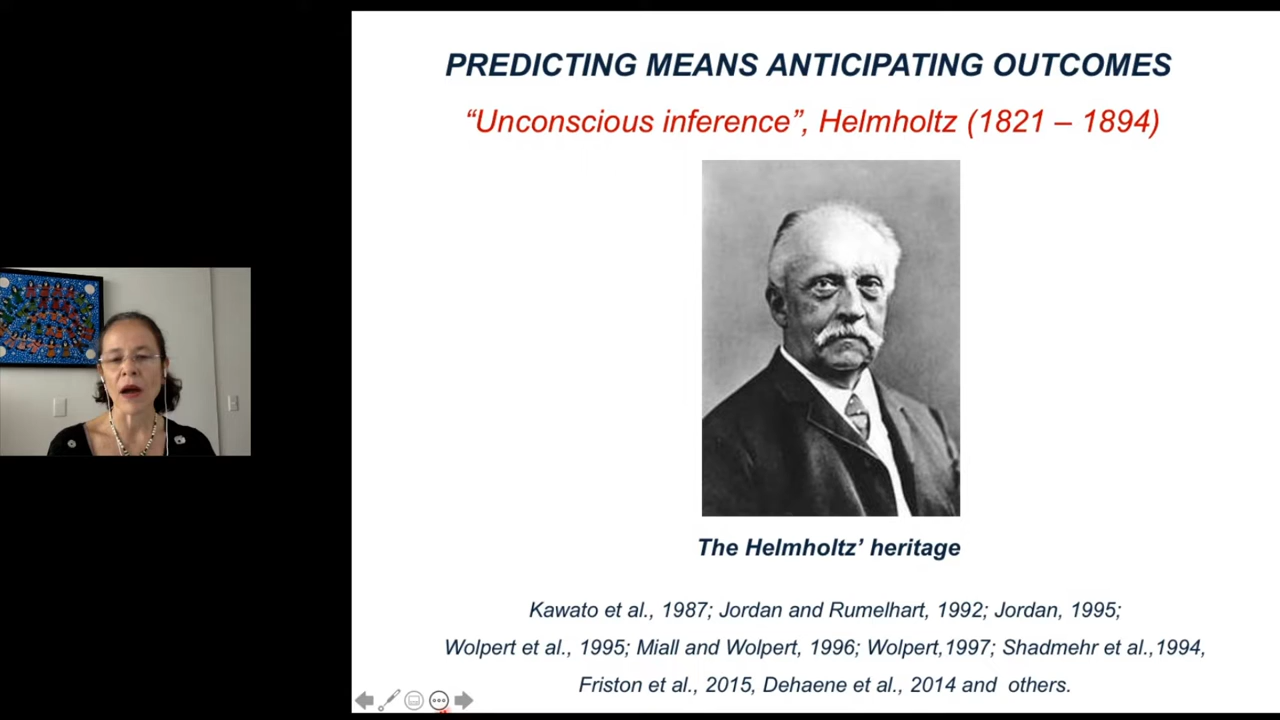 PREDICTING MEANS ANTICIPATING OUTCOMES
“Unconscious inference”, Helmholtz (1821 – 1894)
The Helmholtz’ heritage
Kawato et al., 1987; Jordan and Rumelhart, 1992; Jordan, 1995;
Wolpert et al., 1995; Miall and Wolpert, 1996; Wolpert,1997; Shadmehr et al.,1994,
Friston et al., 2015, Dehaene et al., 2014 and  others.